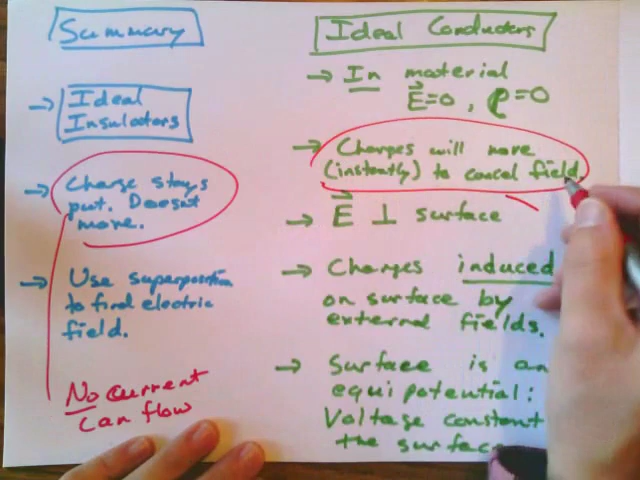 Summary
→ Ideal
Insulators
→ Charge stays
put. Doesn't
move.
→ Use superposition
to find electric
field.
No current
can flow
Ideal Conductors
→ In material
E⃗=0, ρ=0
→ Charges will move
(instantly) to cancel field.
→ E⃗ ⊥ surface
→ Charges induced
on surface by
external fields.
→ Surface is an
equipotential:
Voltage constant
the surface